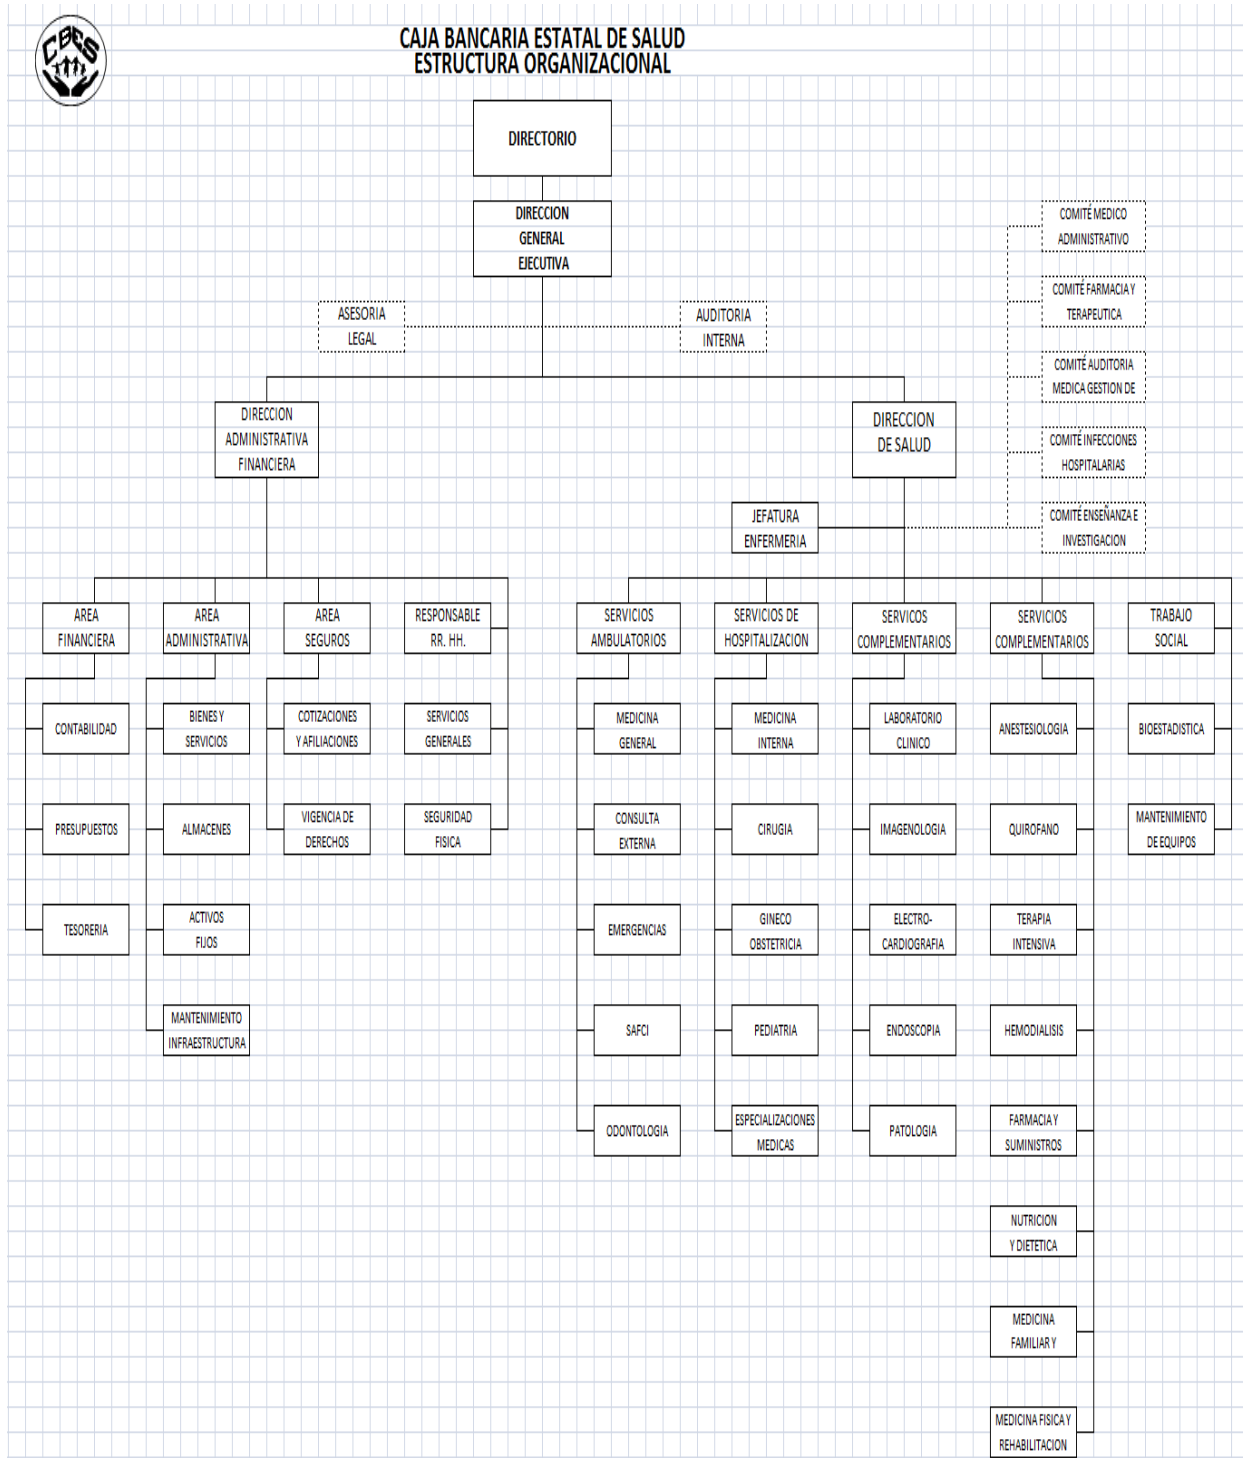 CBES
CAJA BANCARIA ESTATAL DE SALUD
ESTRUCTURA ORGANIZACIONAL
DIRECTORIO
DIRECCION
GENERAL
EJECUTIVA
COMITÉ MEDICO
ADMINISTRATIVO
COMITÉ FARMACIA Y
TERAPEUTICA
ASESORIA
LEGAL
AUDITORIA
INTERNA
COMITÉ AUDITORIA
MEDICA GESTION DE
DIRECCION
ADMINISTRATIVA
FINANCIERA
DIRECCION
DE SALUD
COMITÉ INFECCIONES
HOSPITALARIAS
JEFATURA
ENFERMERIA
COMITÉ ENSEÑANZA E
INVESTIGACION
AREA
FINANCIERA
AREA
ADMINISTRATIVA
AREA
SEGUROS
RESPONSABLE
RR. HH.
SERVICIOS
AMBULATORIOS
SERVICIOS DE
HOSPITALIZACION
SERVICOS
COMPLEMENTARIOS
SERVICIOS
COMPLEMENTARIOS
TRABAJO
SOCIAL
CONTABILIDAD
BIENES Y
SERVICIOS
COTIZACIONES
Y AFILIACIONES
SERVICIOS
GENERALES
MEDICINA
GENERAL
MEDICINA
INTERNA
LABORATORIO
CLINICO
ANESTESIOLOGIA
BIOESTADISTICA
PRESUPUESTOS
ALMACENES
VIGENCIA DE
DERECHOS
SEGURIDAD
FISICA
CONSULTA
EXTERNA
CIRUGIA
IMAGENOLOGIA
QUIROFANO
MANTENIMIENTO
DE EQUIPOS
TESORERIA
ACTIVOS
FIJOS
EMERGENCIAS
GINECO
OBSTETRICIA
ELECTRO-
CARDIOGRAFIA
TERAPIA
INTENSIVA
MANTENIMIENTO
INFRAESTRUCTURA
SAFCI
PEDIATRIA
ENDOSCOPIA
HEMODIALISIS
ODONTOLOGIA
ESPECIALIZACIONES
MEDICAS
PATOLOGIA
FARMACIA Y
SUMINISTROS
NUTRICION
Y DIETETICA
MEDICINA
FAMILIAR Y
MEDICINA FISICA Y
REHABILITACION